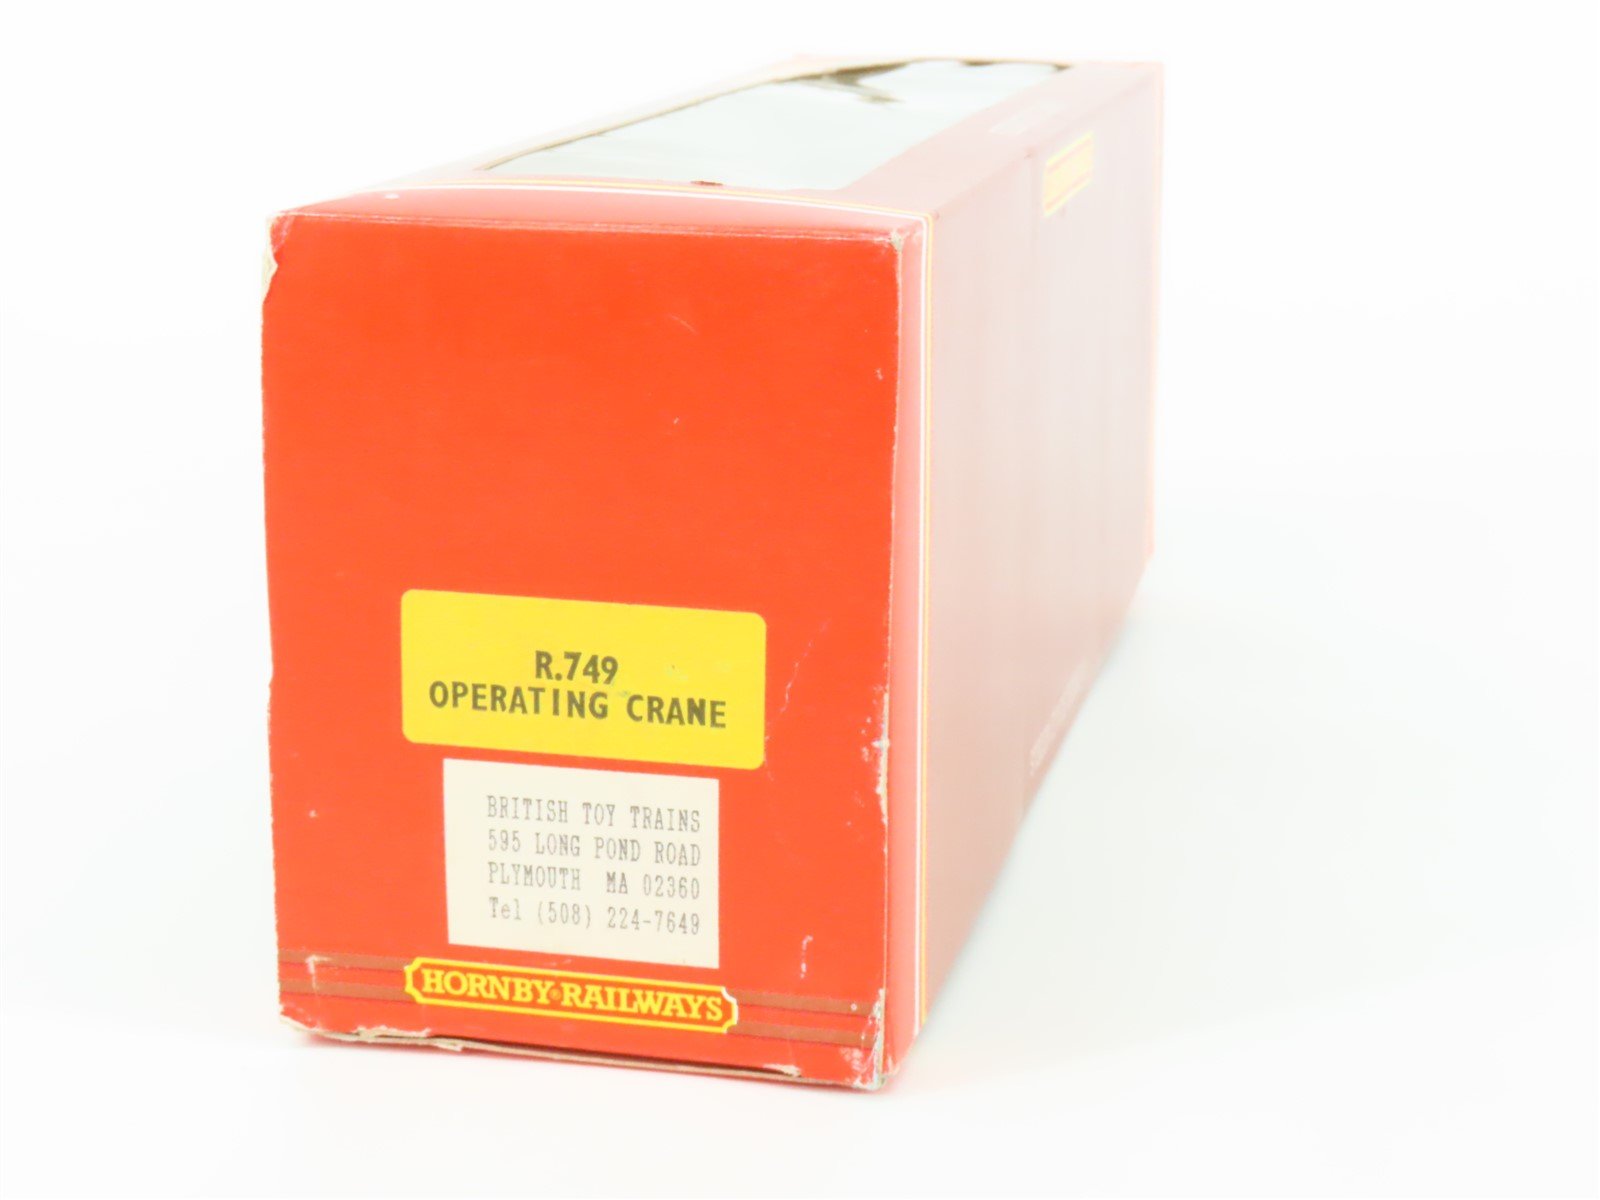 R.749
OPERATING CRANE
BRITISH TOY TRAINS
595 LONG POND ROAD
PLYMOUTH MA 02360
Tel (508) 224-7649
HORNBY® RAILWAYS